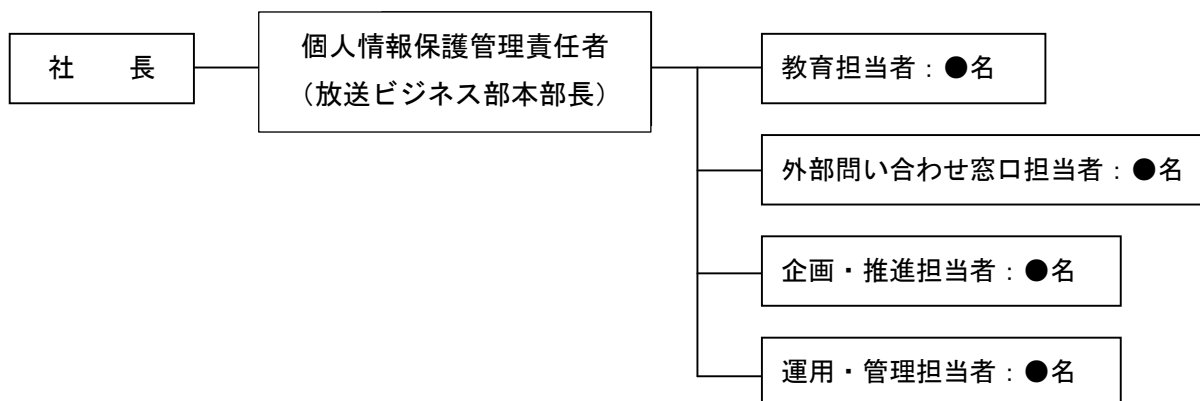 社　　長
個人情報保護管理責任者
（放送ビジネス部本部長）
教育担当者：●名
外部問い合わせ窓口担当者：●名
企画・推進担当者：●名
運用・管理担当者：●名